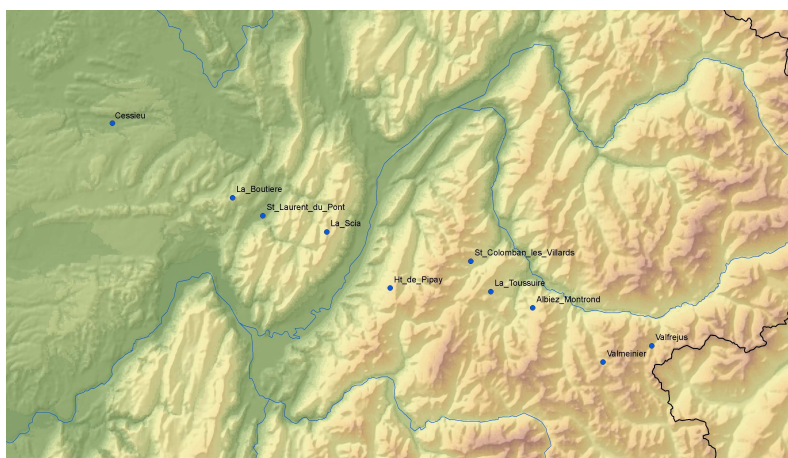 Cessieu
La_Boutiere
St_Laurent_du_Pont
La_Scia
St_Colomban_les_Villards
Ht_de_Pipay
La_Toussuire
Albiez_Montrond
Valfrejus
Valmeinier